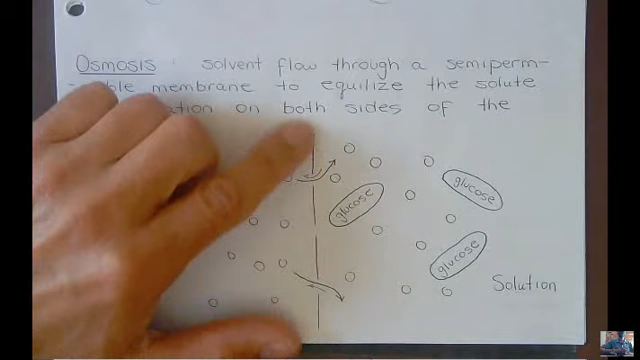 Osmosis : solvent flow through a semiperm-
-able membrane to equilize the solute
on both sides of the
glucose
glucose
glucose
Solution